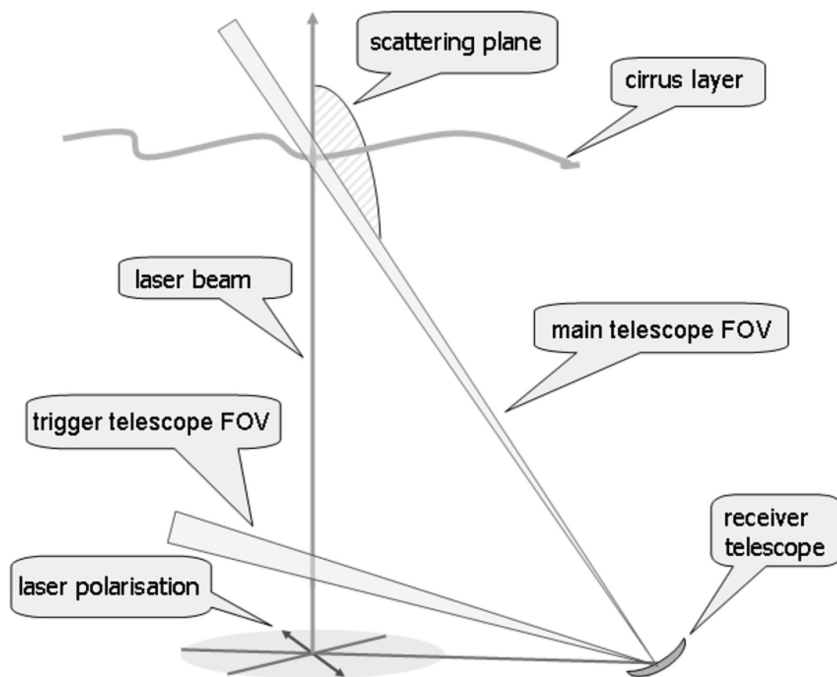 scattering plane
cirrus layer
laser beam
main telescope FOV
trigger telescope FOV
receiver
telescope
laser polarisation